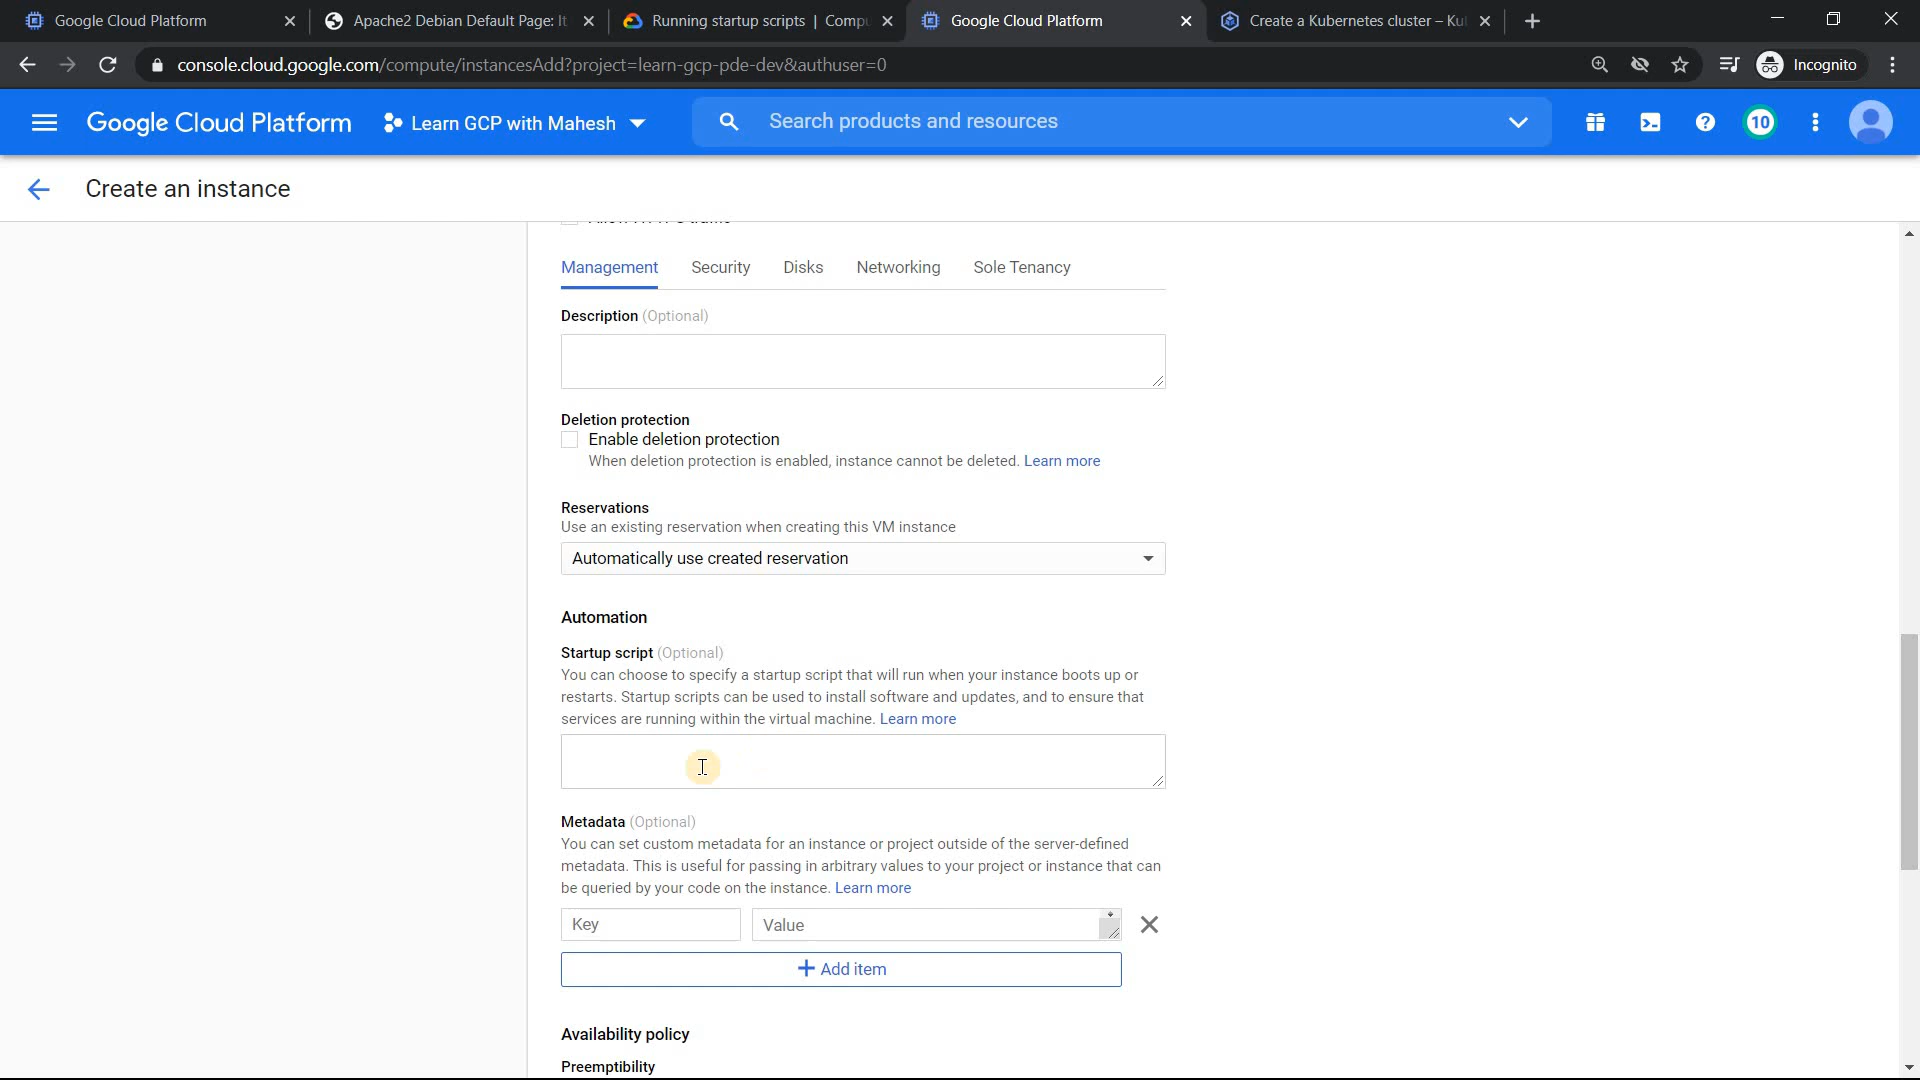 Google Cloud Platform
Apache2 Debian Default Page: It
Running startup scripts | Compu
Google Cloud Platform
Create a Kubernetes cluster – Ku
console.cloud.google.com/compute/instancesAdd?project=learn-gcp-pde-dev&authuser=0
Incognito
Google Cloud Platform
Learn GCP with Mahesh
Search products and resources
10
Create an instance
Management
Security
Disks
Networking
Sole Tenancy
Description (Optional)
Deletion protection
Enable deletion protection
When deletion protection is enabled, instance cannot be deleted. Learn more
Reservations
Use an existing reservation when creating this VM instance
Automatically use created reservation
Automation
Startup script (Optional)
You can choose to specify a startup script that will run when your instance boots up or
restarts. Startup scripts can be used to install software and updates, and to ensure that
services are running within the virtual machine. Learn more
Metadata (Optional)
You can set custom metadata for an instance or project outside of the server-defined
metadata. This is useful for passing in arbitrary values to your project or instance that can
be queried by your code on the instance. Learn more
Key
Value
Add item
Availability policy
Preemptibility